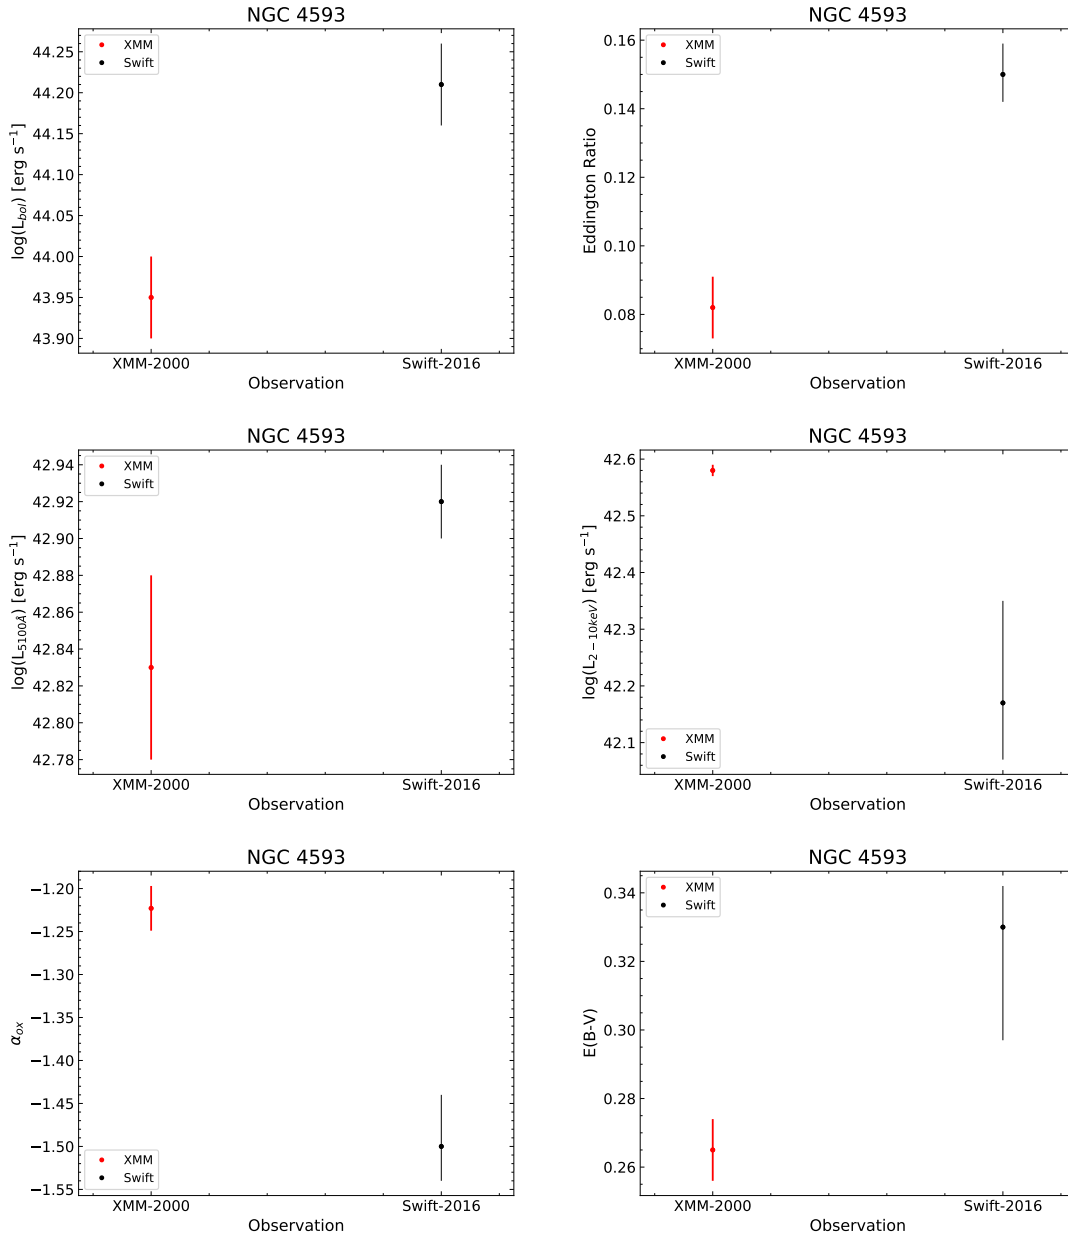 NGC 4593
44.25
44.20
44.15
44.10
44.05
44.00
43.95
43.90
log(L_bol) [erg s⁻¹]
XMM
Swift
XMM-2000
Swift-2016
Observation
NGC 4593
0.16
0.14
0.12
0.10
0.08
Eddington Ratio
XMM
Swift
XMM-2000
Swift-2016
Observation
NGC 4593
42.94
42.92
42.90
42.88
42.86
42.84
42.82
42.80
42.78
log(L_5100Å) [erg s⁻¹]
XMM
Swift
XMM-2000
Swift-2016
Observation
NGC 4593
42.6
42.5
42.4
42.3
42.2
42.1
log(L_2−10keV) [erg s⁻¹]
XMM
Swift
XMM-2000
Swift-2016
Observation
NGC 4593
−1.20
−1.25
−1.30
−1.35
−1.40
−1.45
−1.50
−1.55
α_ox
XMM
Swift
XMM-2000
Swift-2016
Observation
NGC 4593
0.34
0.32
0.30
0.28
0.26
E(B-V)
XMM
Swift
XMM-2000
Swift-2016
Observation